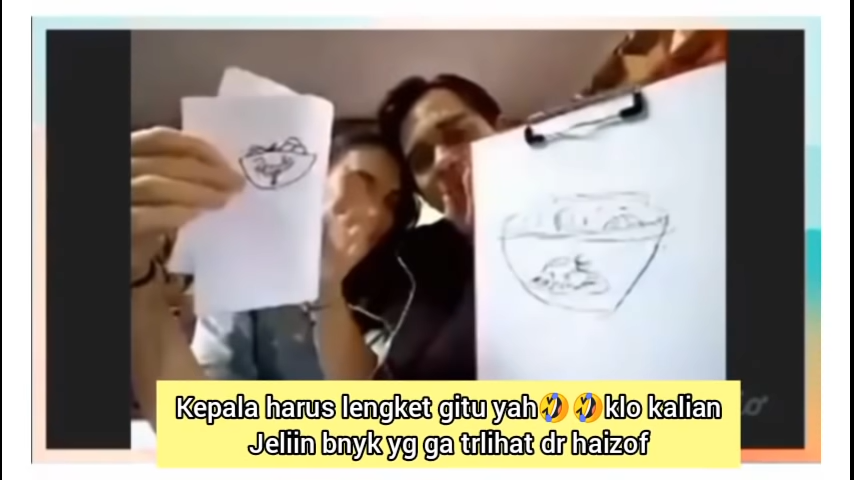 Kepala harus lengket gitu yah🤣🤣klo kalian
Jeliin bnyk yg ga trlihat dr haizof